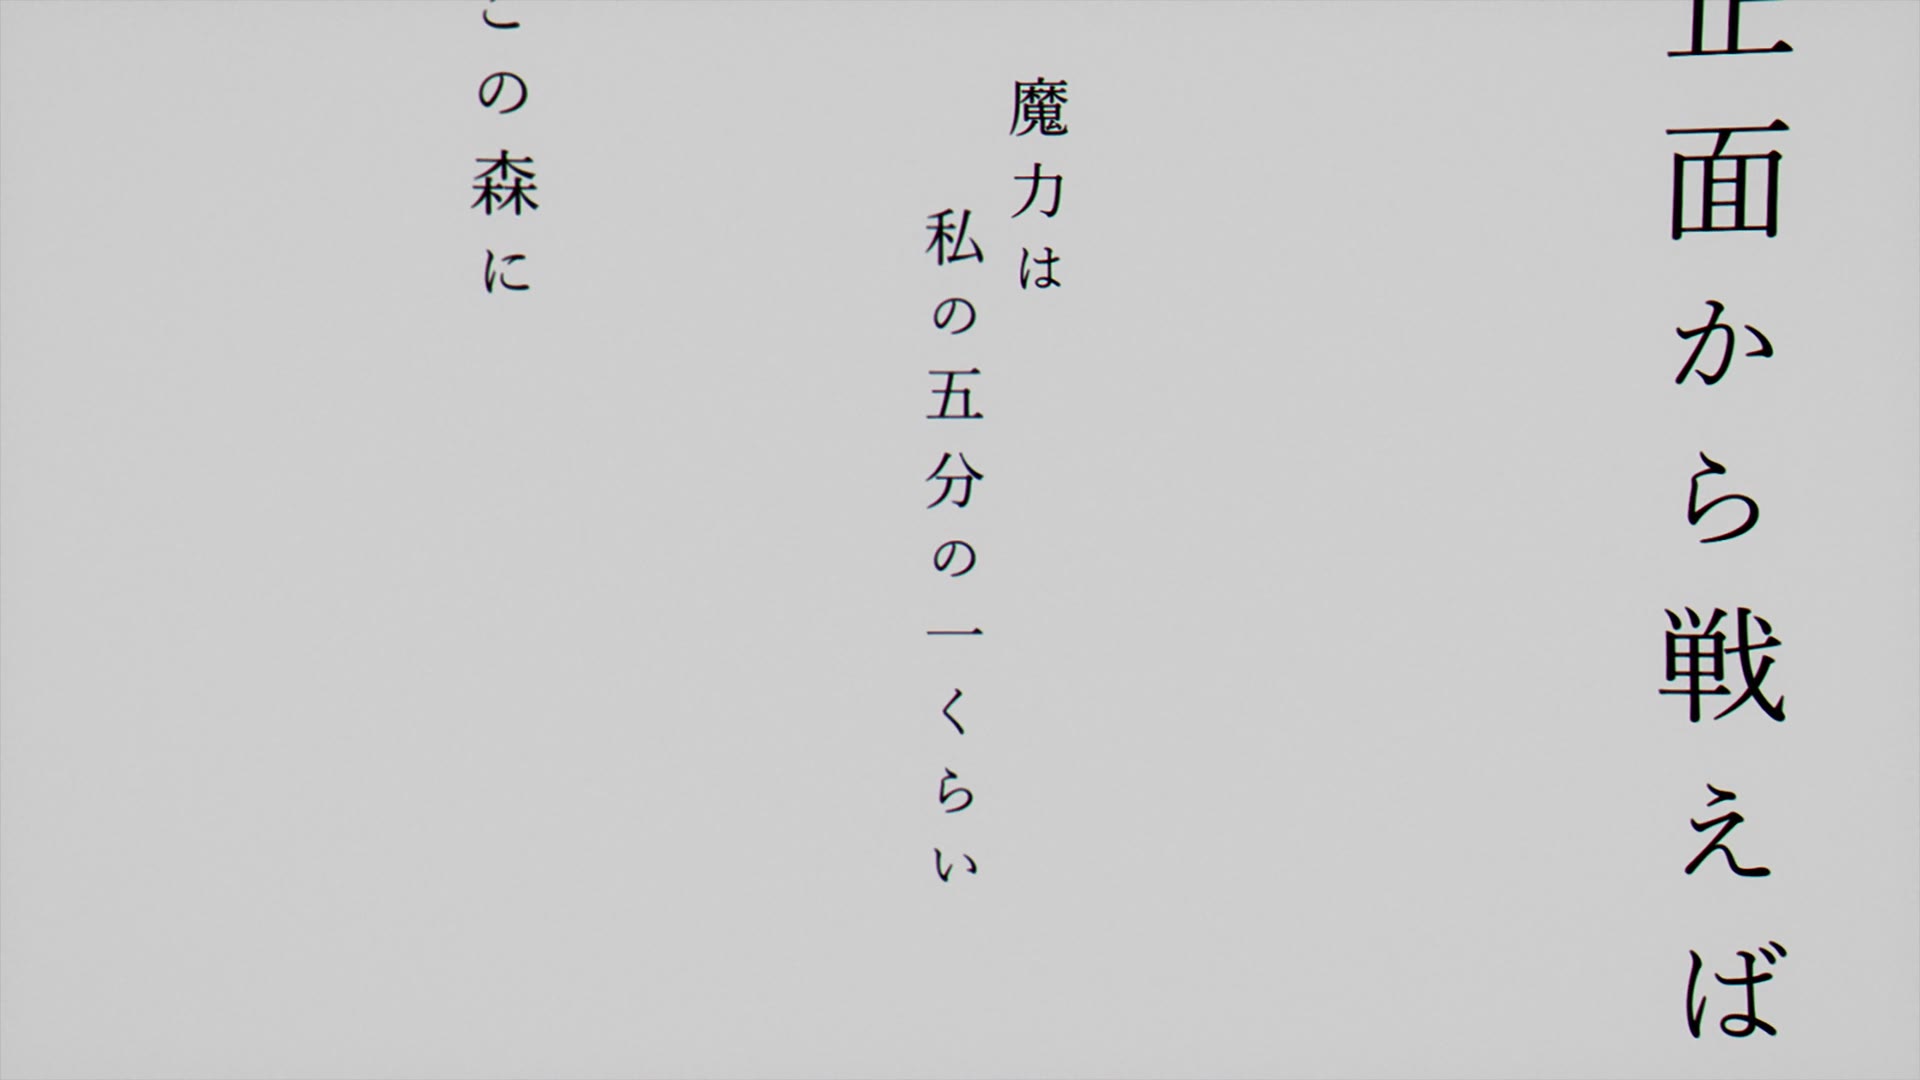 正面から戦えば
魔力は
私の五分の一くらい
この森に